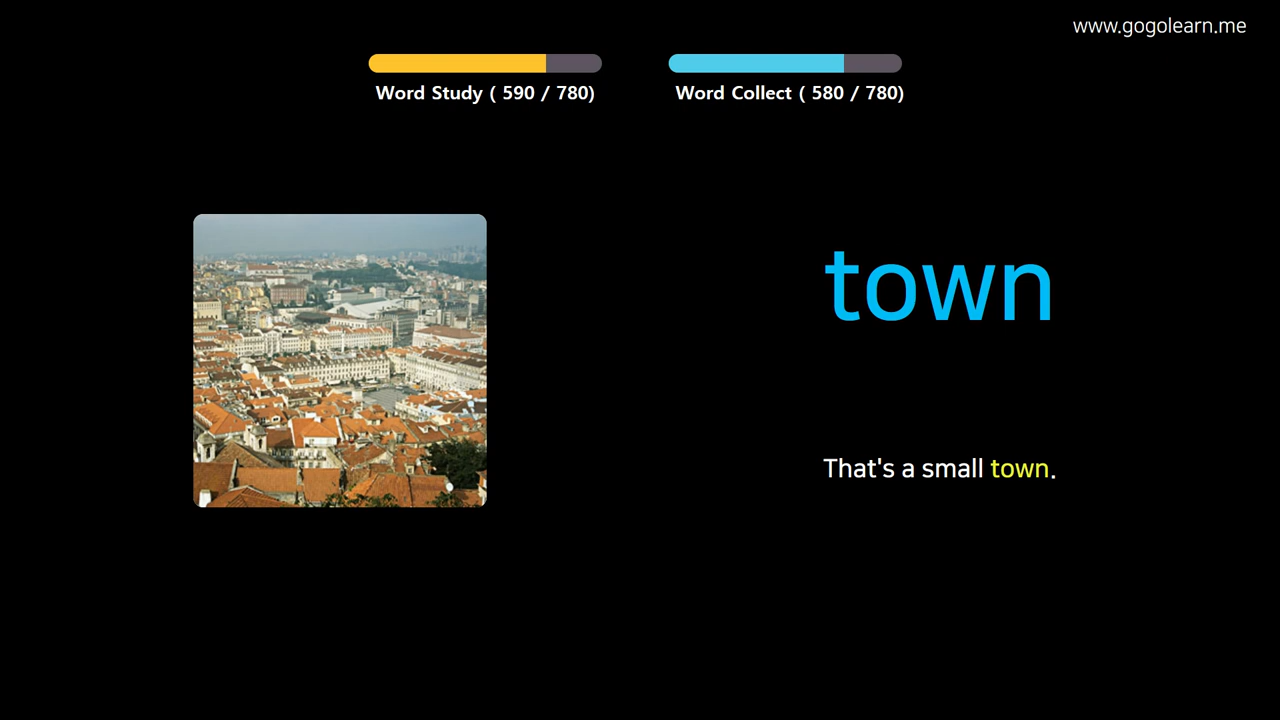 www.gogolearn.me
Word Study ( 590 / 780)
Word Collect ( 580 / 780)
town
That's a small town.